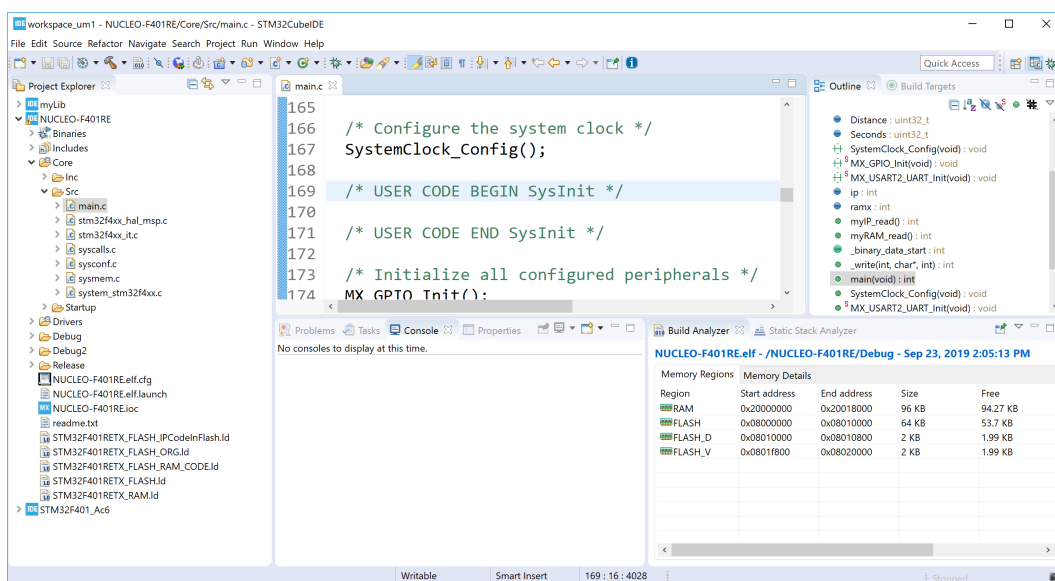 workspace_um1 - NUCLEO-F401RE/Core/Src/main.c - STM32CubeIDE
File Edit Source Refactor Navigate Search Project Run Window Help
Quick Access
Project Explorer
myLib
NUCLEO-F401RE
Binaries
Includes
Core
Inc
Src
main.c
stm32f4xx_hal_msp.c
stm32f4xx_it.c
syscalls.c
sysconf.c
sysmem.c
system_stm32f4xx.c
Startup
Drivers
Debug
Debug2
Release
NUCLEO-F401RE.elf.cfg
NUCLEO-F401RE.elf.launch
NUCLEO-F401RE.ioc
readme.txt
STM32F401RETX_FLASH_IPCodeInFlash.ld
STM32F401RETX_FLASH_ORG.ld
STM32F401RETX_FLASH_RAM_CODE.ld
STM32F401RETX_FLASH.ld
STM32F401RETX_RAM.ld
STM32F401_Ac6
main.c
165
166 /* Configure the system clock */
167 SystemClock_Config();
168
169 /* USER CODE BEGIN SysInit */
170
171 /* USER CODE END SysInit */
172
173 /* Initialize all configured peripherals */
174 MX_GPIO_Init();
Outline Build Targets
Distance : uint32_t
Seconds : uint32_t
SystemClock_Config(void) : void
MX_GPIO_Init(void) : void
MX_USART2_UART_Init(void) : void
ip : int
ramx : int
myIP_read() : int
myRAM_read() : int
_binary_data_start : int
_write(int, char*, int) : int
main(void) : int
SystemClock_Config(void) : void
MX_USART2_UART_Init(void) : void
Problems Tasks Console Properties
No consoles to display at this time.
Build Analyzer Static Stack Analyzer
NUCLEO-F401RE.elf - /NUCLEO-F401RE/Debug - Sep 23, 2019 2:05:13 PM
Memory Regions Memory Details
Region Start address End address Size Free
RAM 0x20000000 0x20018000 96 KB 94.27 KB
FLASH 0x08000000 0x08010000 64 KB 53.7 KB
FLASH_D 0x08010000 0x08010800 2 KB 1.99 KB
FLASH_V 0x0801f800 0x08020000 2 KB 1.99 KB
Writable Smart Insert 169 : 16 : 4028 Stopped